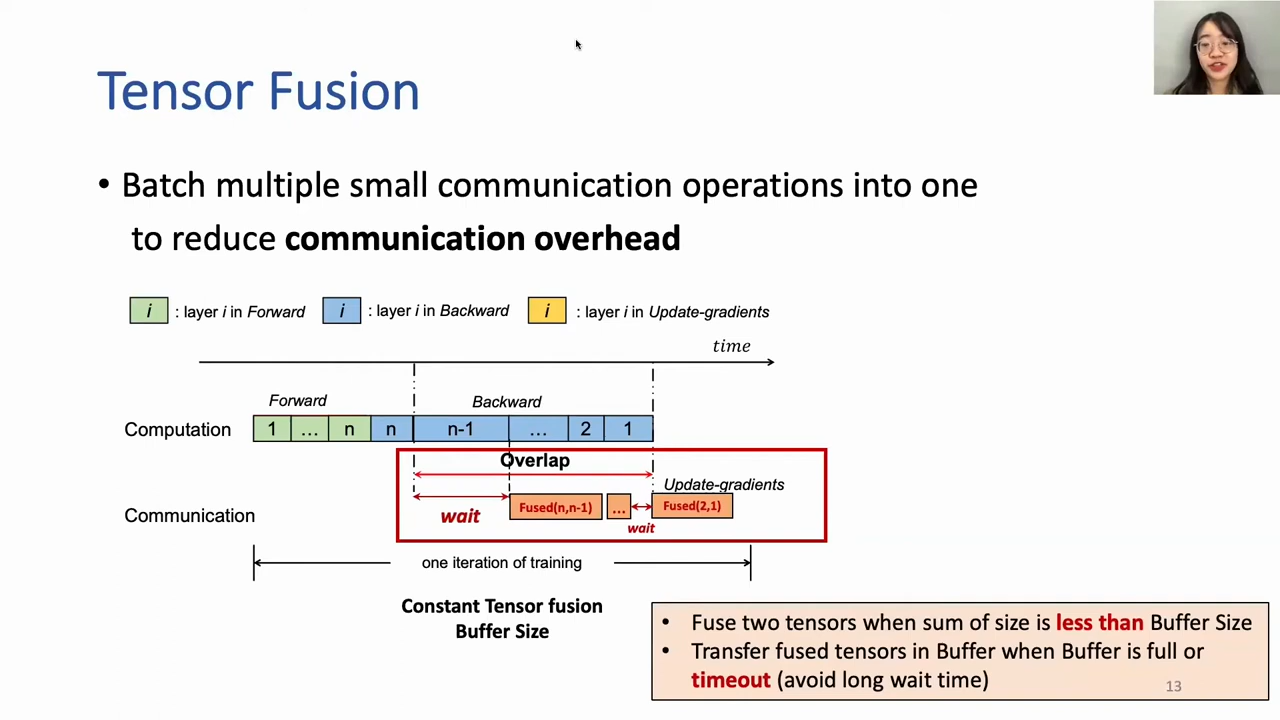 Tensor Fusion
• Batch multiple small communication operations into one
to reduce communication overhead
i : layer i in Forward i : layer i in Backward i : layer i in Update-gradients
time
Forward Backward
Computation 1 ... n n n-1 ... 2 1
Overlap
Update-gradients
Communication wait Fused(n,n-1) ... wait Fused(2,1)
one iteration of training
Constant Tensor fusion
Buffer Size
• Fuse two tensors when sum of size is less than Buffer Size
• Transfer fused tensors in Buffer when Buffer is full or
timeout (avoid long wait time)
13